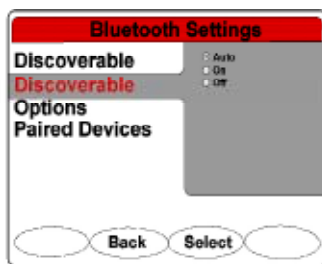 Bluetooth Settings
Discoverable
Auto
On
Discoverable
Off
Options
Paired Devices
Back
Select